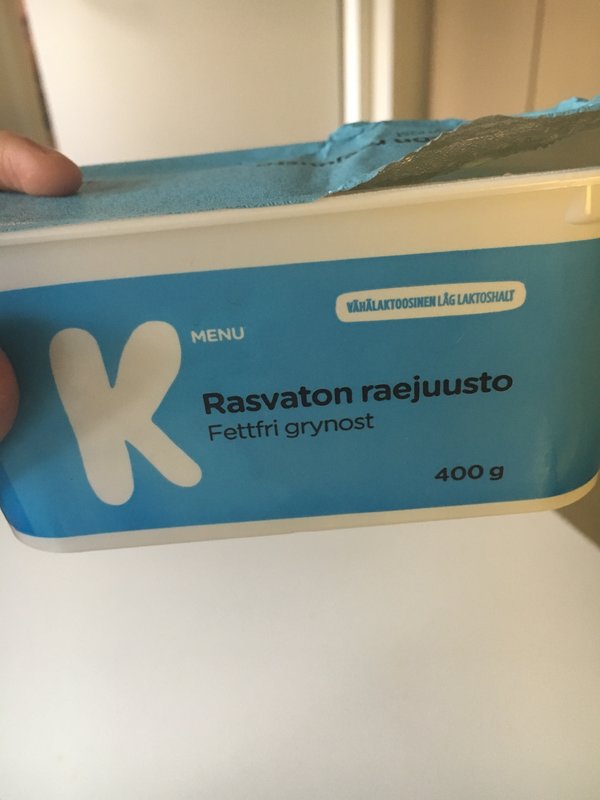 VÄHÄLAKTOOSINEN LÅG LAKTOSHALT
K MENU
Rasvaton raejuusto
Fettfri grynost
400 g